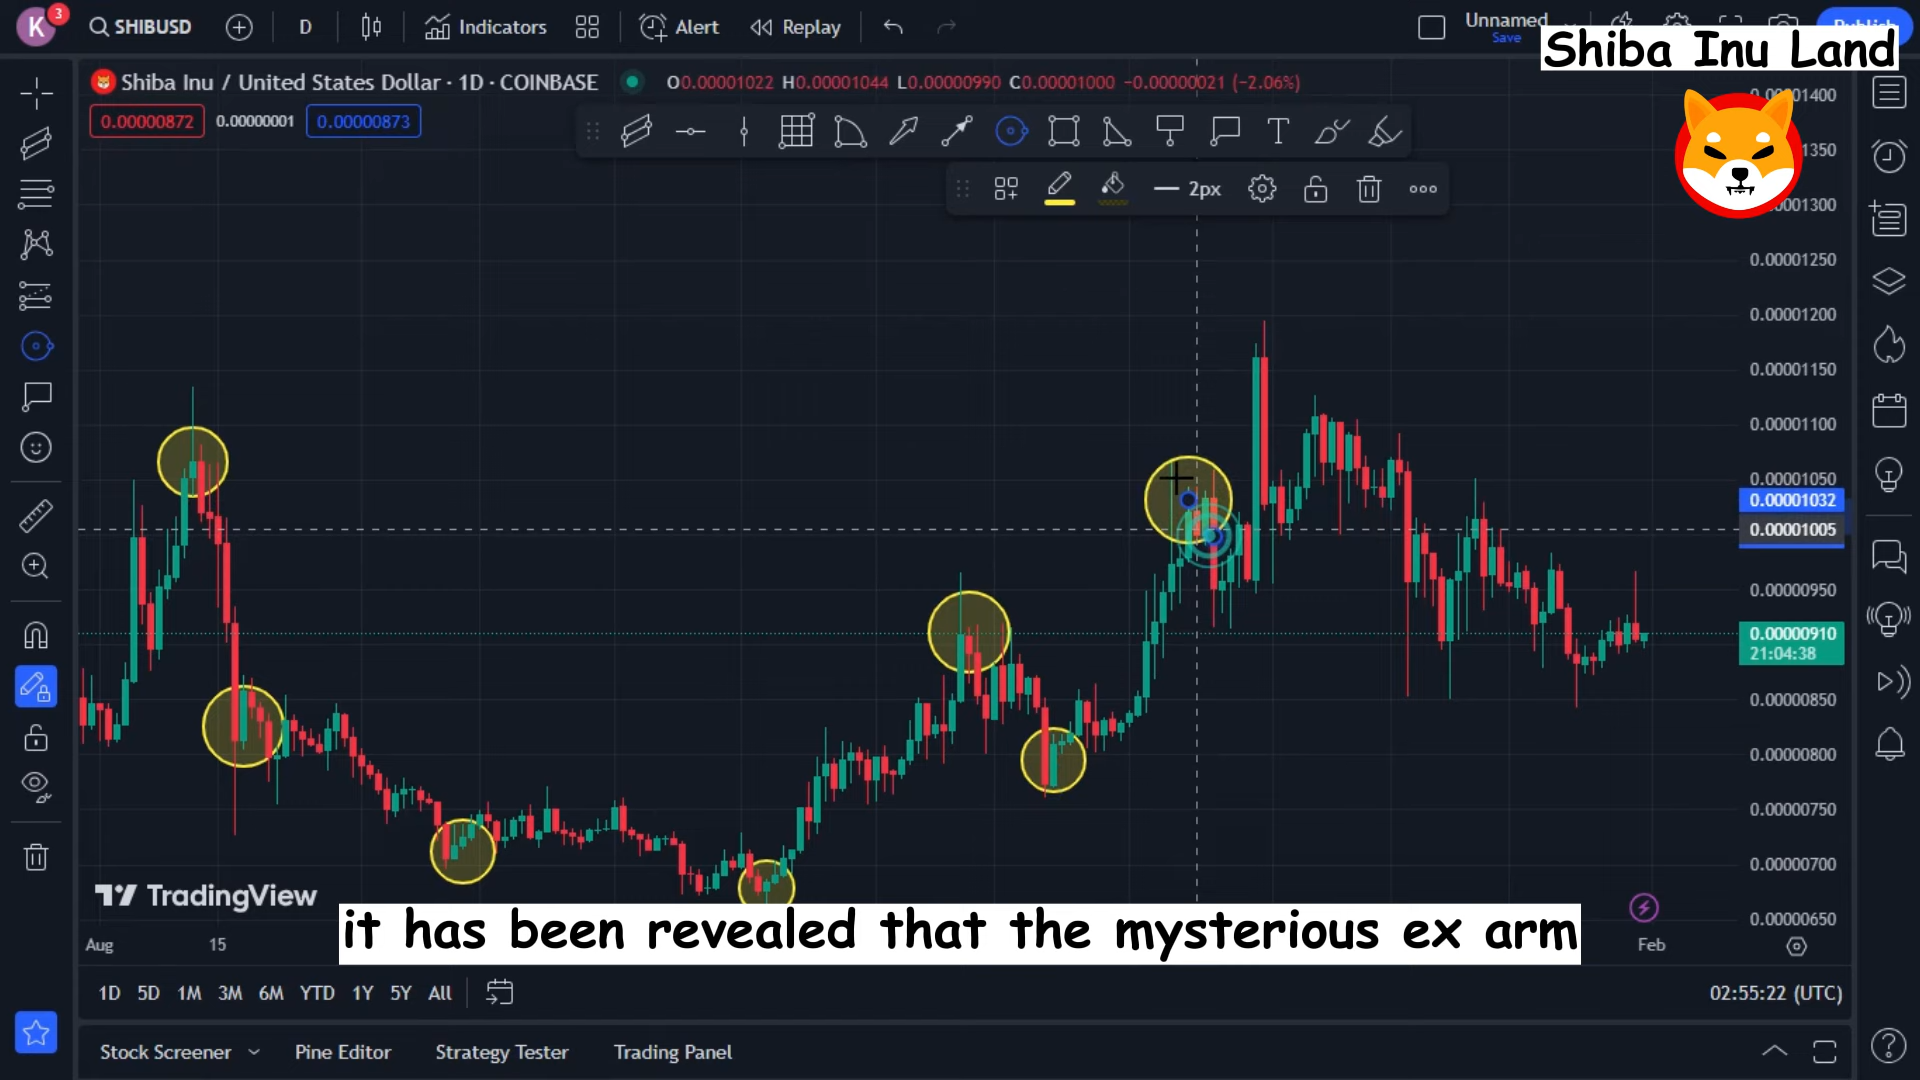 K 3 SHIBUSD D Indicators Alert Replay Unnamed Save
Shiba Inu Land
Shiba Inu / United States Dollar · 1D · COINBASE O0.00001022 H0.00001044 L0.00000990 C0.00001000 −0.00000021 (−2.06%)
0.00000872 0.00000001 0.00000873
2px
0.00001400
1350
0.00001300
0.00001250
0.00001200
0.00001150
0.00001100
0.00001050
0.00001032
0.00001005
0.00000950
0.00000910
21:04:38
0.00000850
0.00000800
0.00000750
0.00000700
0.00000650
TradingView
it has been revealed that the mysterious ex arm
Aug 15 Feb
1D 5D 1M 3M 6M YTD 1Y 5Y All 02:55:22 (UTC)
Stock Screener Pine Editor Strategy Tester Trading Panel